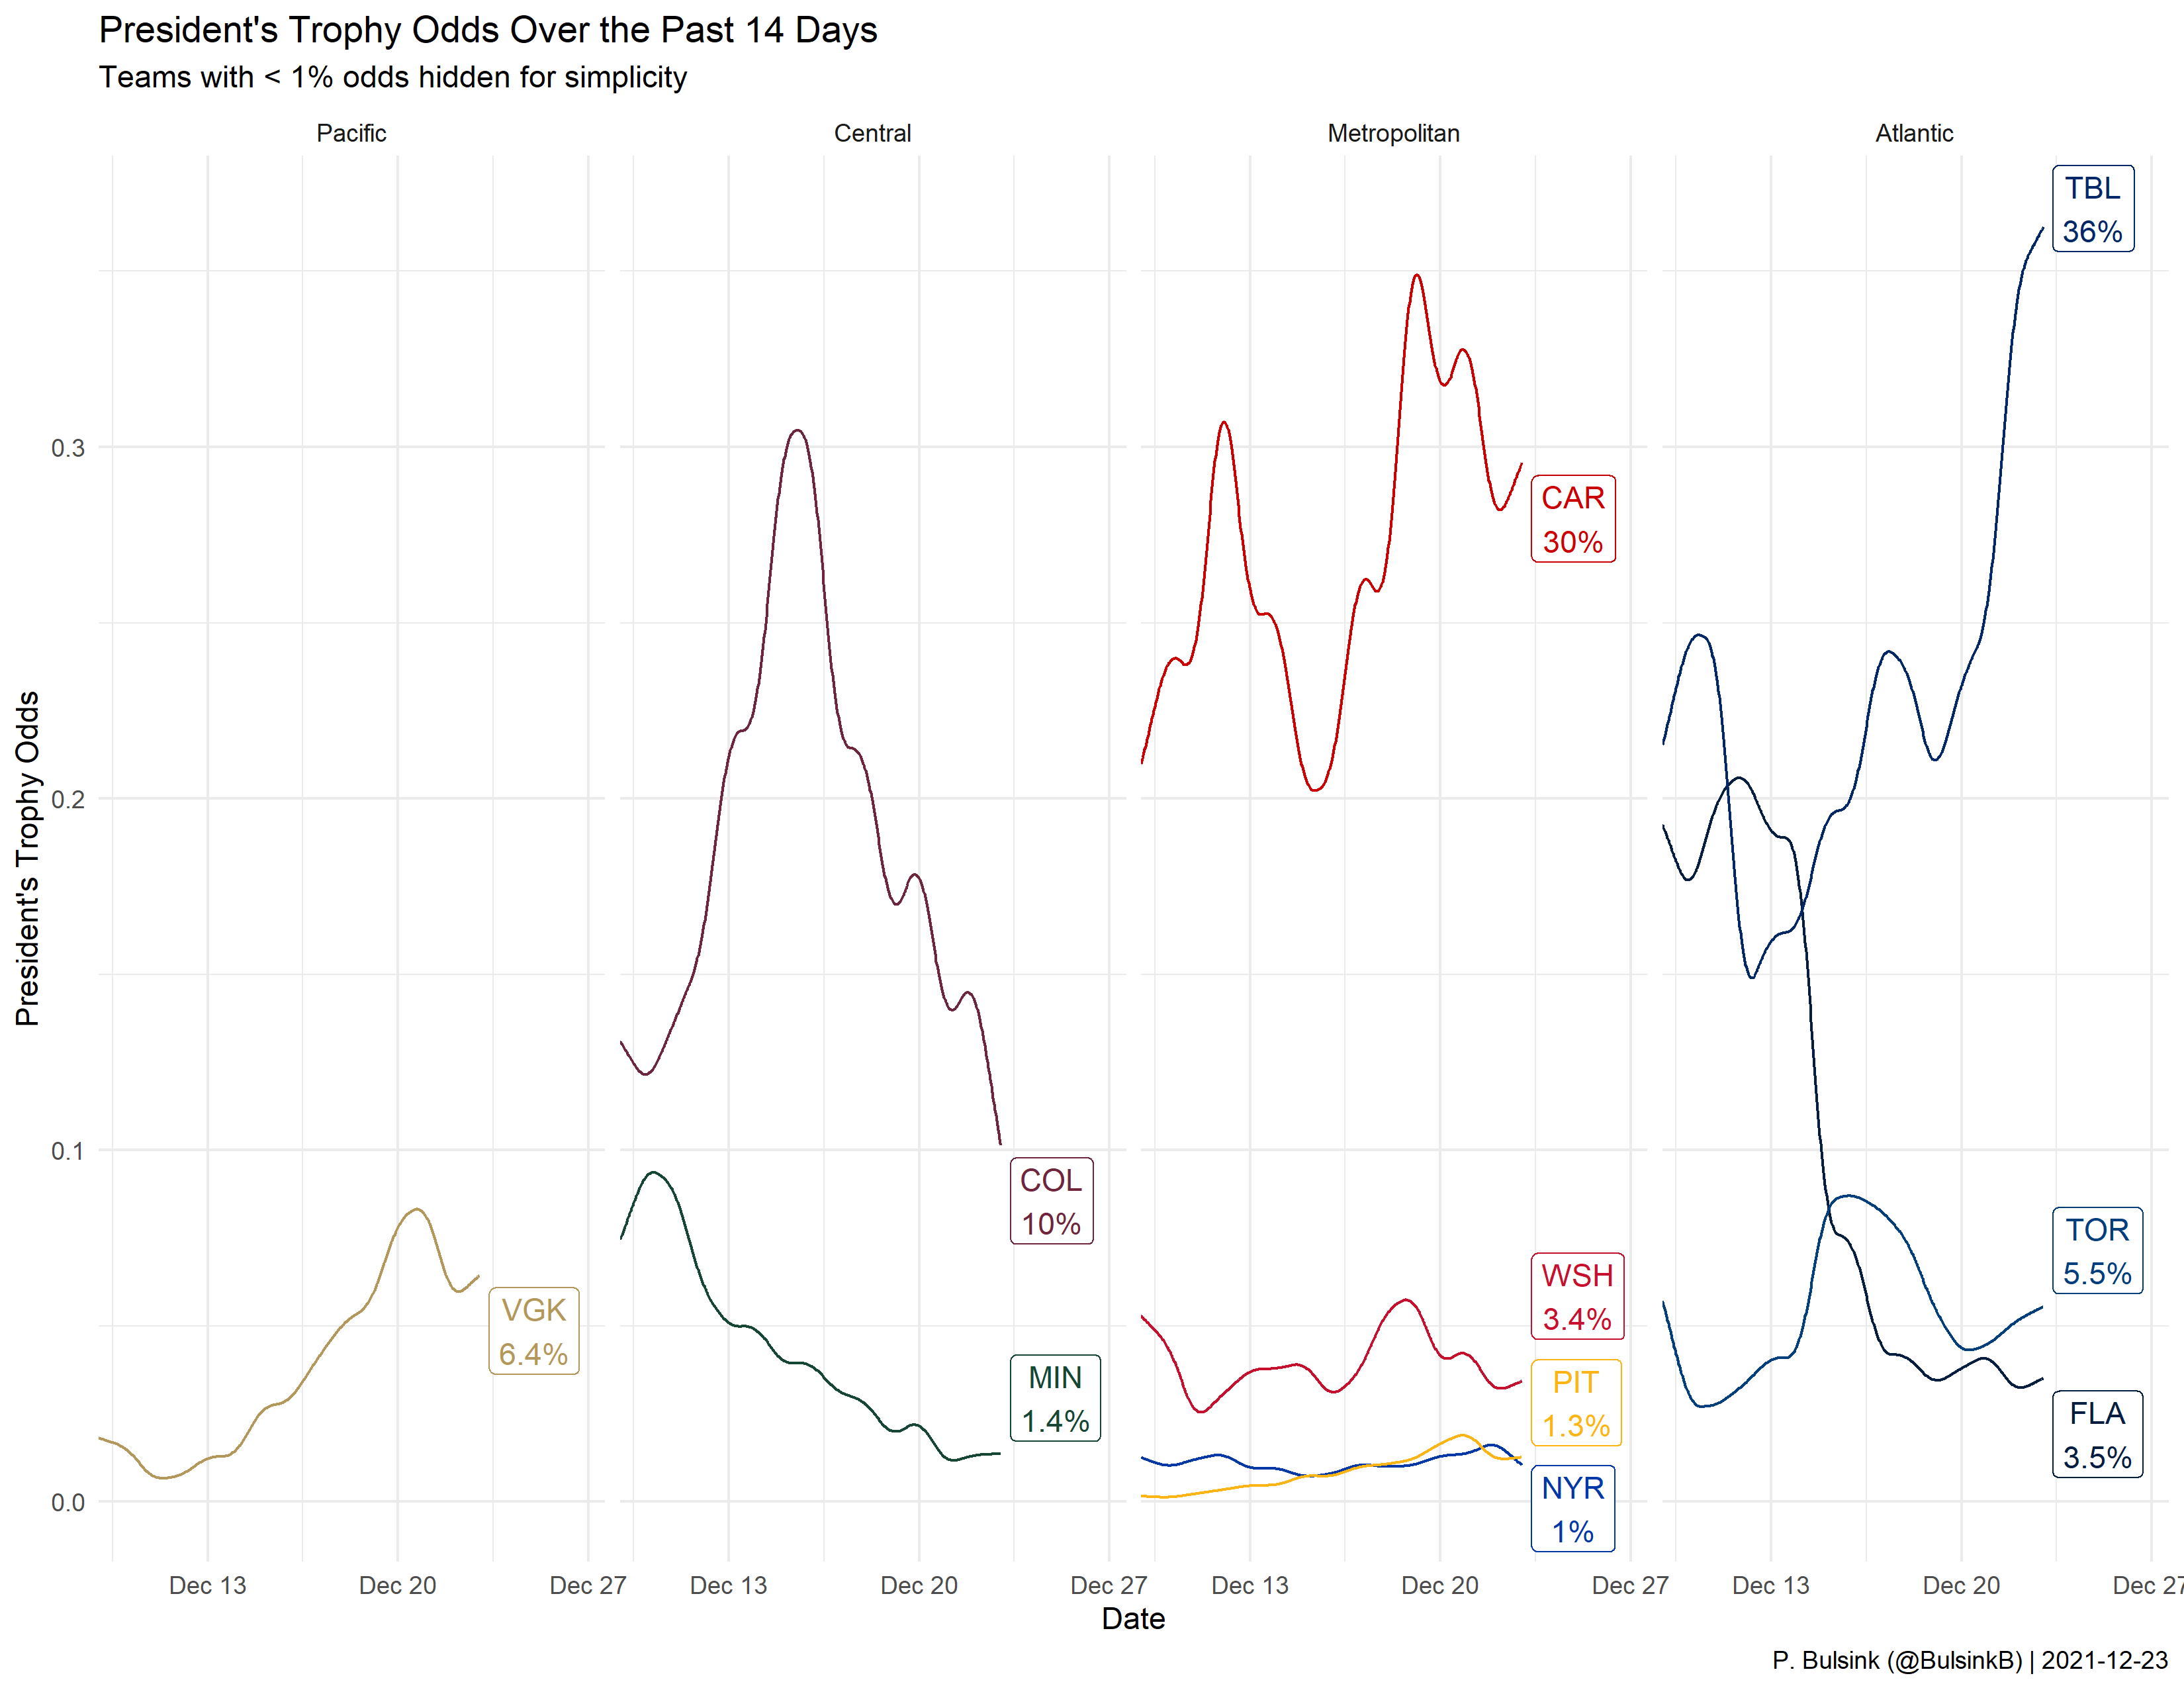 President's Trophy Odds Over the Past 14 Days
Teams with < 1% odds hidden for simplicity
Pacific
Central
Metropolitan
Atlantic
President's Trophy Odds
0.3
0.2
0.1
0.0
VGK
6.4%
COL
10%
MIN
1.4%
CAR
30%
WSH
3.4%
PIT
1.3%
NYR
1%
TBL
36%
TOR
5.5%
FLA
3.5%
Dec 13
Dec 20
Dec 27
Dec 13
Dec 20
Dec 27
Dec 13
Dec 20
Dec 27
Dec 13
Dec 20
Dec 27
Date
P. Bulsink (@BulsinkB) | 2021-12-23